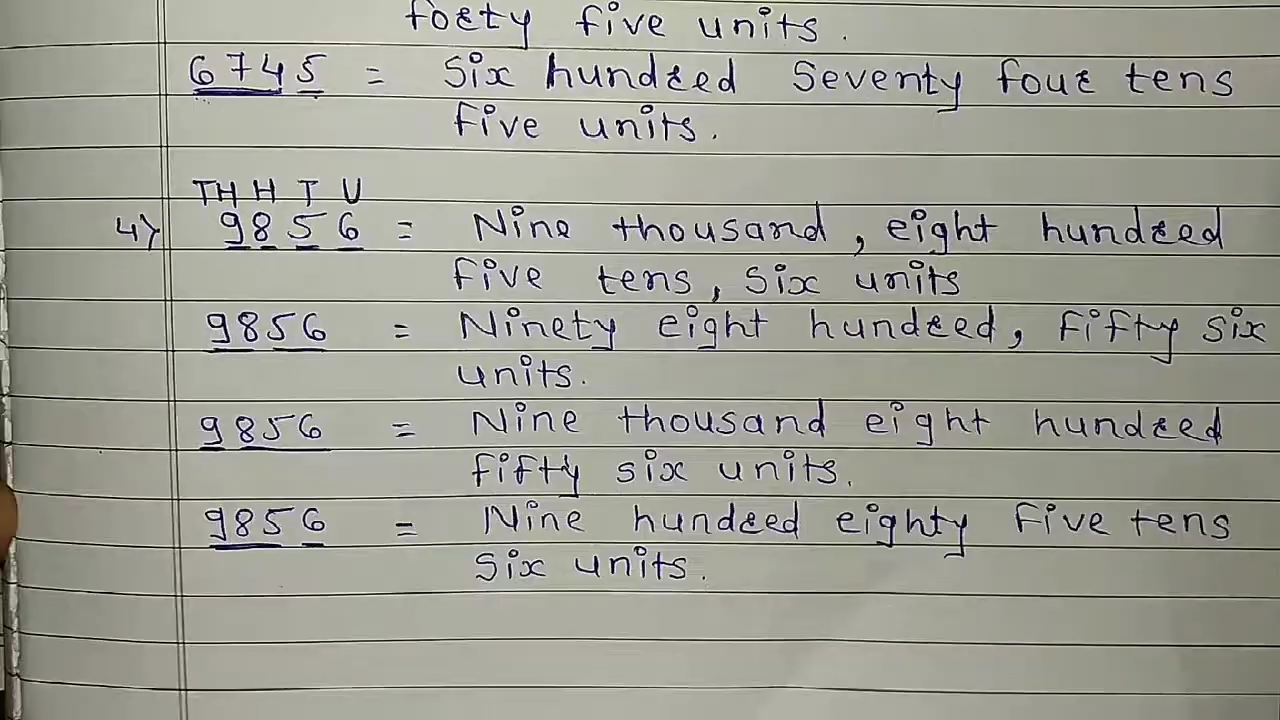 forty five units.
6745 = Six hundred Seventy four tens
five units.
TH H T U
4) 9856 = Nine thousand, eight hundred
five tens, six units
9856 = Ninety eight hundred, fifty six
units.
9856 = Nine thousand eight hundred
fifty six units.
9856 = Nine hundred eighty five tens
six units.